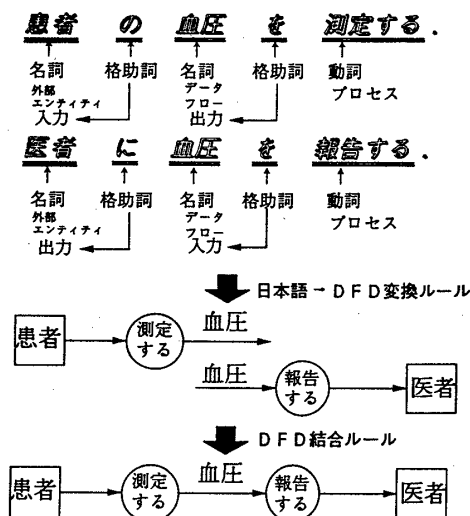 患者 の 血圧 を 測定する.
名詞 格助詞 名詞 格助詞 動詞
外部 データ プロセス
エンティティ フロー
入力 出力
医者 に 血圧 を 報告する.
名詞 格助詞 名詞 格助詞 動詞
外部 データ プロセス
エンティティ フロー
出力 入力
日本語→DFD変換ルール
患者 測定 血圧
する
血圧 報告 医者
する
DFD結合ルール
患者 測定 血圧 報告 医者
する する